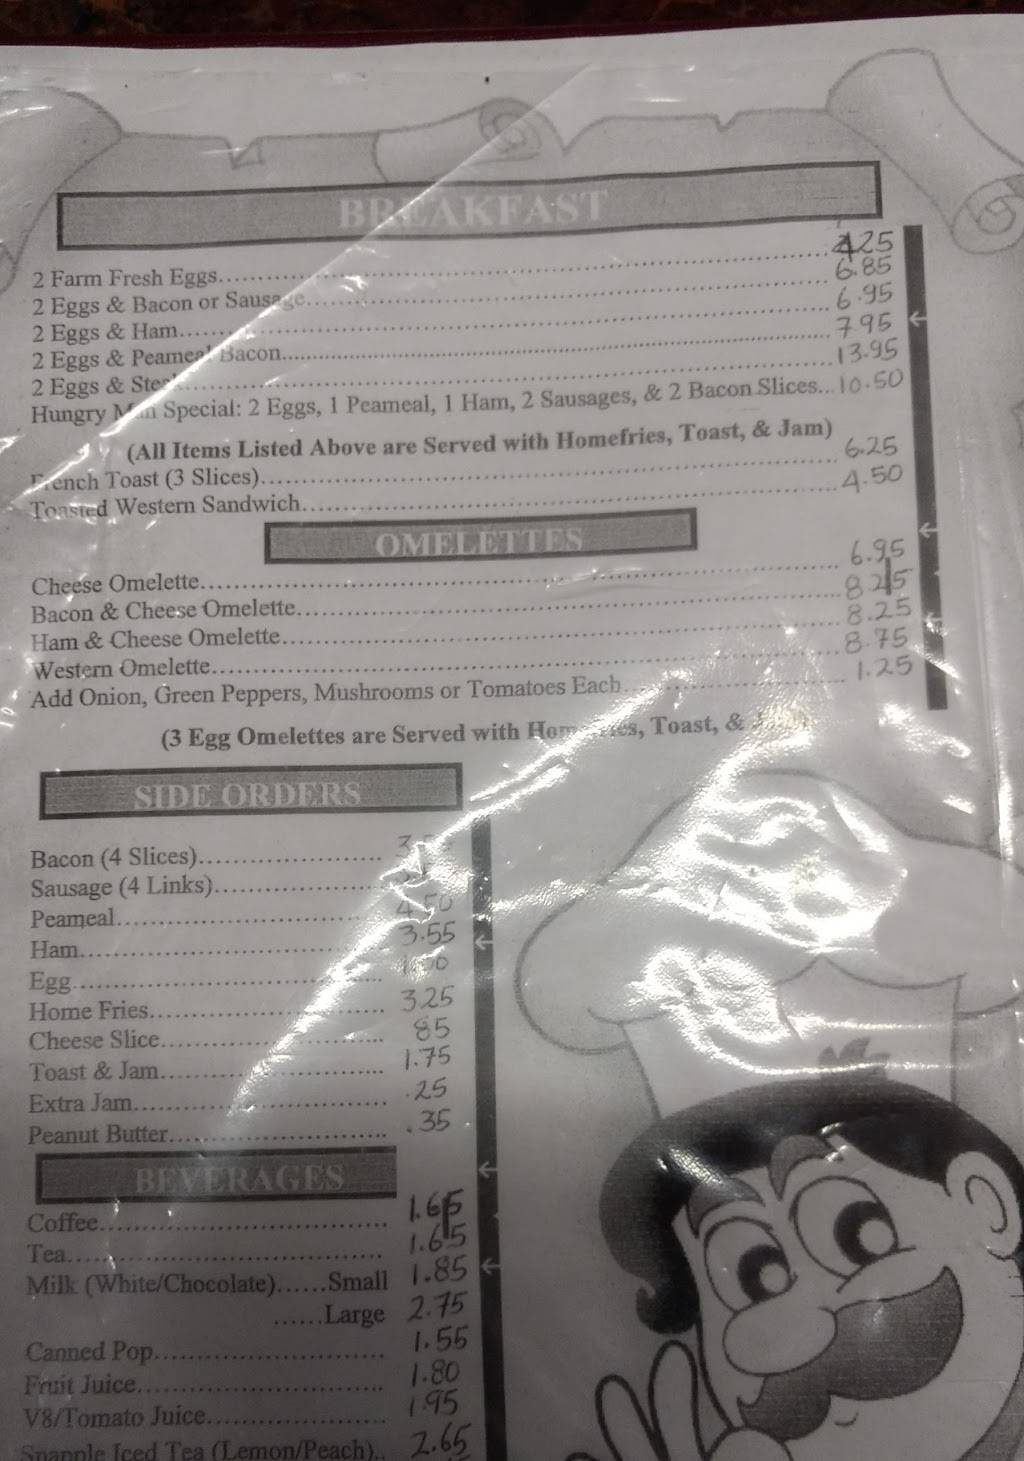 BREAKFAST
2 Farm Fresh Eggs.......... 4.25
2 Eggs & Bacon or Sausage.......... 6.85
2 Eggs & Ham.......... 6.95
2 Eggs & Peameal Bacon.......... 7.95
2 Eggs & Steak.......... 13.95
Hungry Man Special: 2 Eggs, 1 Peameal, 1 Ham, 2 Sausages, & 2 Bacon Slices...10.50
(All Items Listed Above are Served with Homefries, Toast, & Jam)
French Toast (3 Slices).......... 6.25
Toasted Western Sandwich.......... 4.50
OMELETTES
Cheese Omelette.......... 6.95
Bacon & Cheese Omelette.......... 8.25
Ham & Cheese Omelette.......... 8.25
Western Omelette.......... 8.75
Add Onion, Green Peppers, Mushrooms or Tomatoes Each.......... 1.25
(3 Egg Omelettes are Served with Homefries, Toast, &
SIDE ORDERS
Bacon (4 Slices)..........
Sausage (4 Links)..........
Peameal.......... 4.50
Ham.......... 3.55
Egg..........
Home Fries.......... 3.25
Cheese Slice.......... 85
Toast & Jam.......... 1.75
Extra Jam.......... .25
Peanut Butter.......... .35
BEVERAGES
Coffee.......... 1.65
Tea.......... 1.65
Milk (White/Chocolate)......Small 1.85
......Large 2.75
Canned Pop.......... 1.55
Fruit Juice.......... 1.80
V8/Tomato Juice.......... 1.95
Snapple Iced Tea (Lemon/Peach).. 2.65